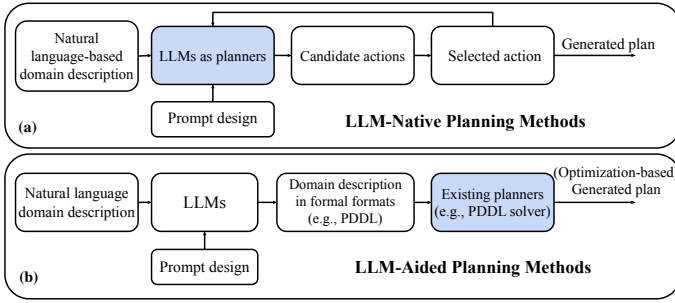 Natural
language-based
domain description
LLMs as planners
Candidate actions
Selected action
Generated plan
Prompt design
(a)
LLM-Native Planning Methods
(Optimization-based)
Generated plan
Natural language
domain description
LLMs
Domain description
in formal formats
(e.g., PDDL)
Existing planners
(e.g., PDDL solver)
Prompt design
(b)
LLM-Aided Planning Methods